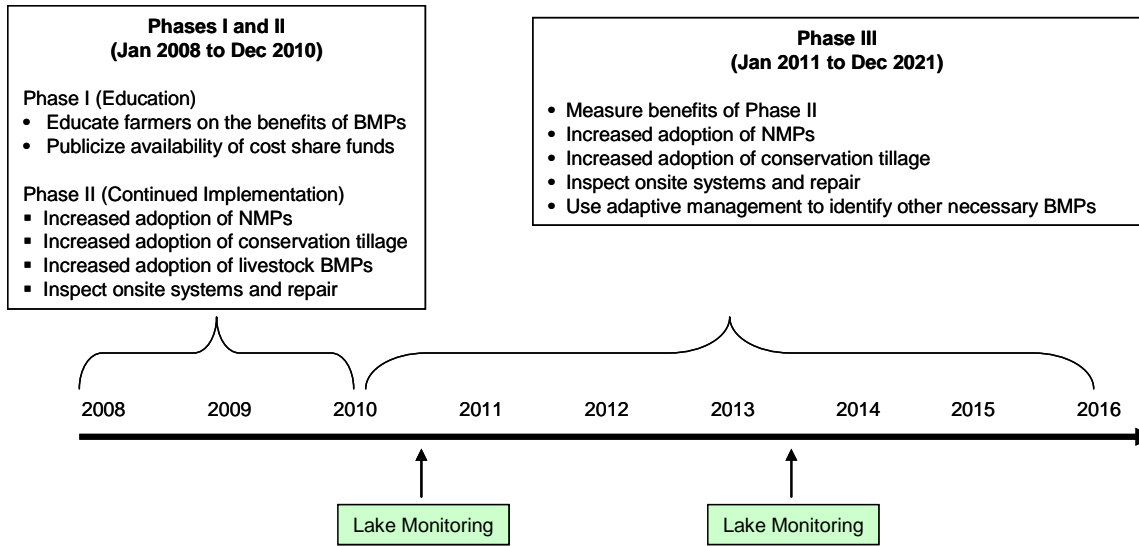 Phases I and II
(Jan 2008 to Dec 2010)
Phase I (Education)
• Educate farmers on the benefits of BMPs
• Publicize availability of cost share funds
Phase II (Continued Implementation)
▪ Increased adoption of NMPs
▪ Increased adoption of conservation tillage
▪ Increased adoption of livestock BMPs
▪ Inspect onsite systems and repair
Phase III
(Jan 2011 to Dec 2021)
• Measure benefits of Phase II
• Increased adoption of NMPs
• Increased adoption of conservation tillage
• Inspect onsite systems and repair
• Use adaptive management to identify other necessary BMPs
2008 2009 2010 2011 2012 2013 2014 2015 2016
Lake Monitoring Lake Monitoring